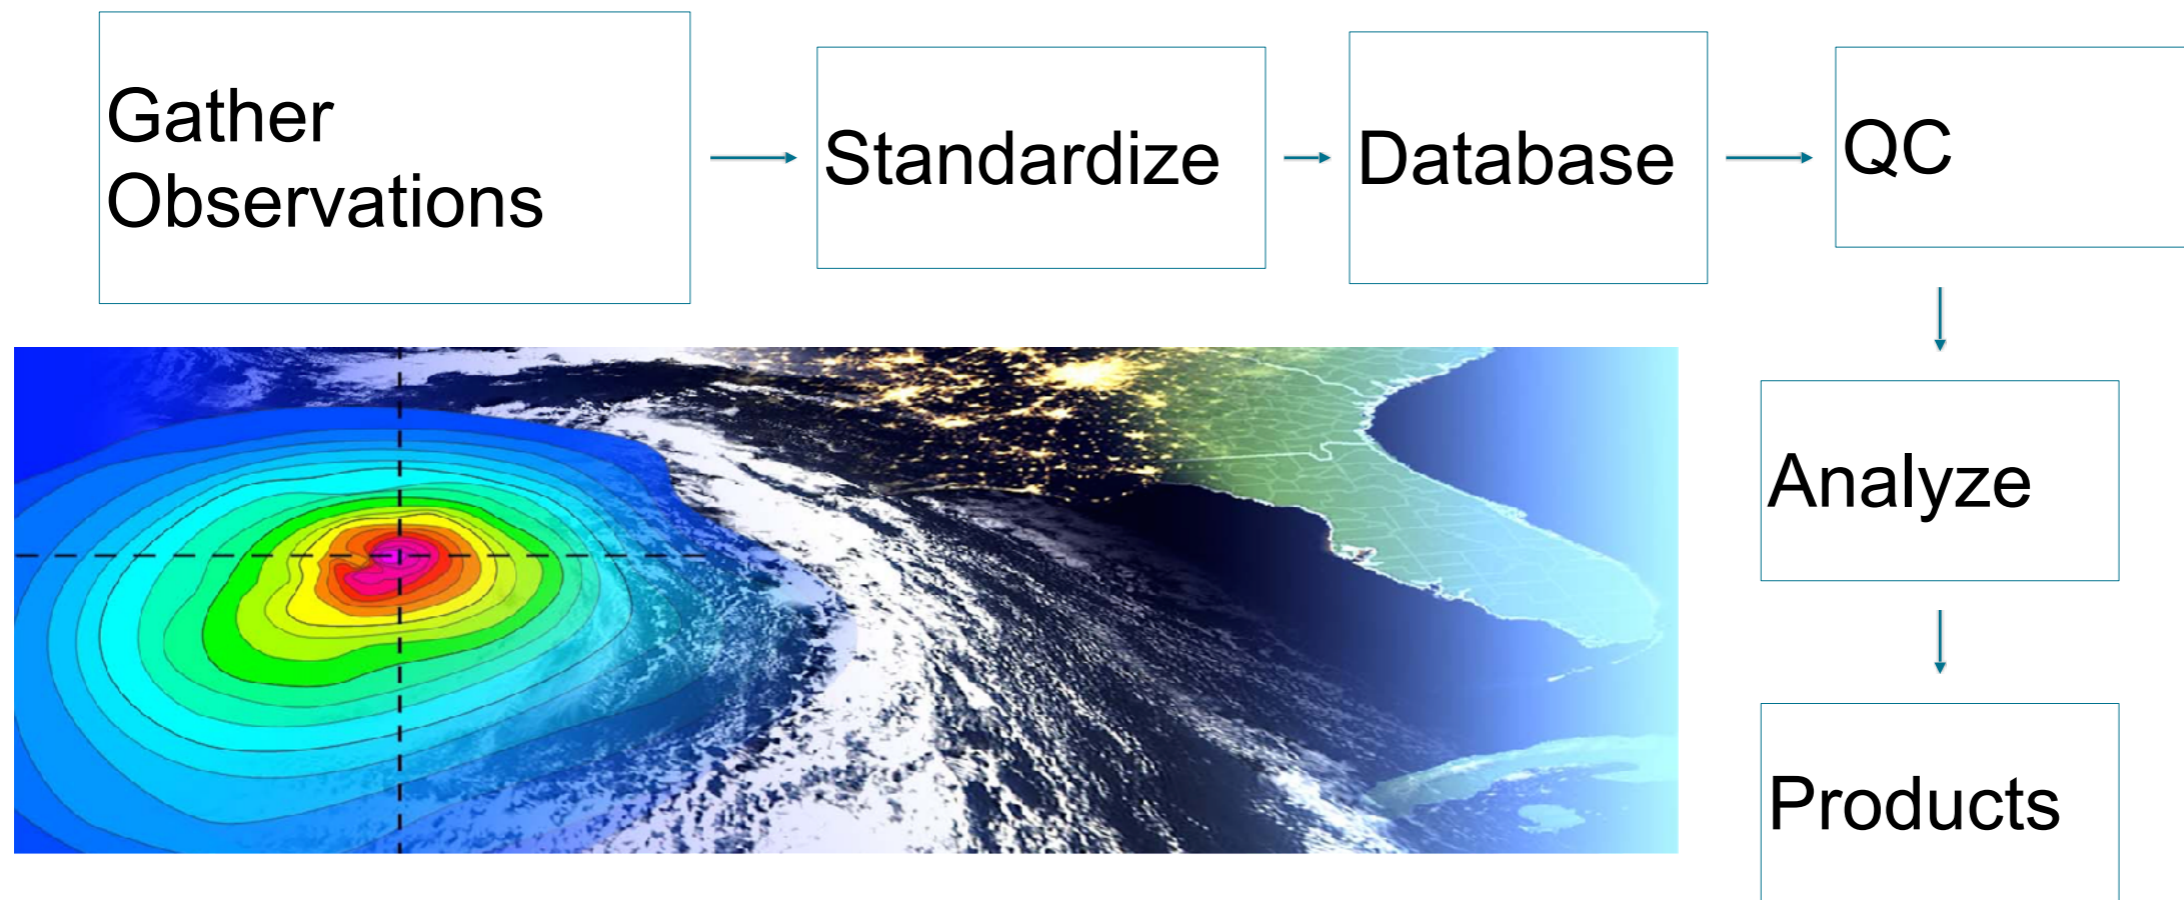 Gather
Observations
Standardize
Database
QC
Analyze
Products